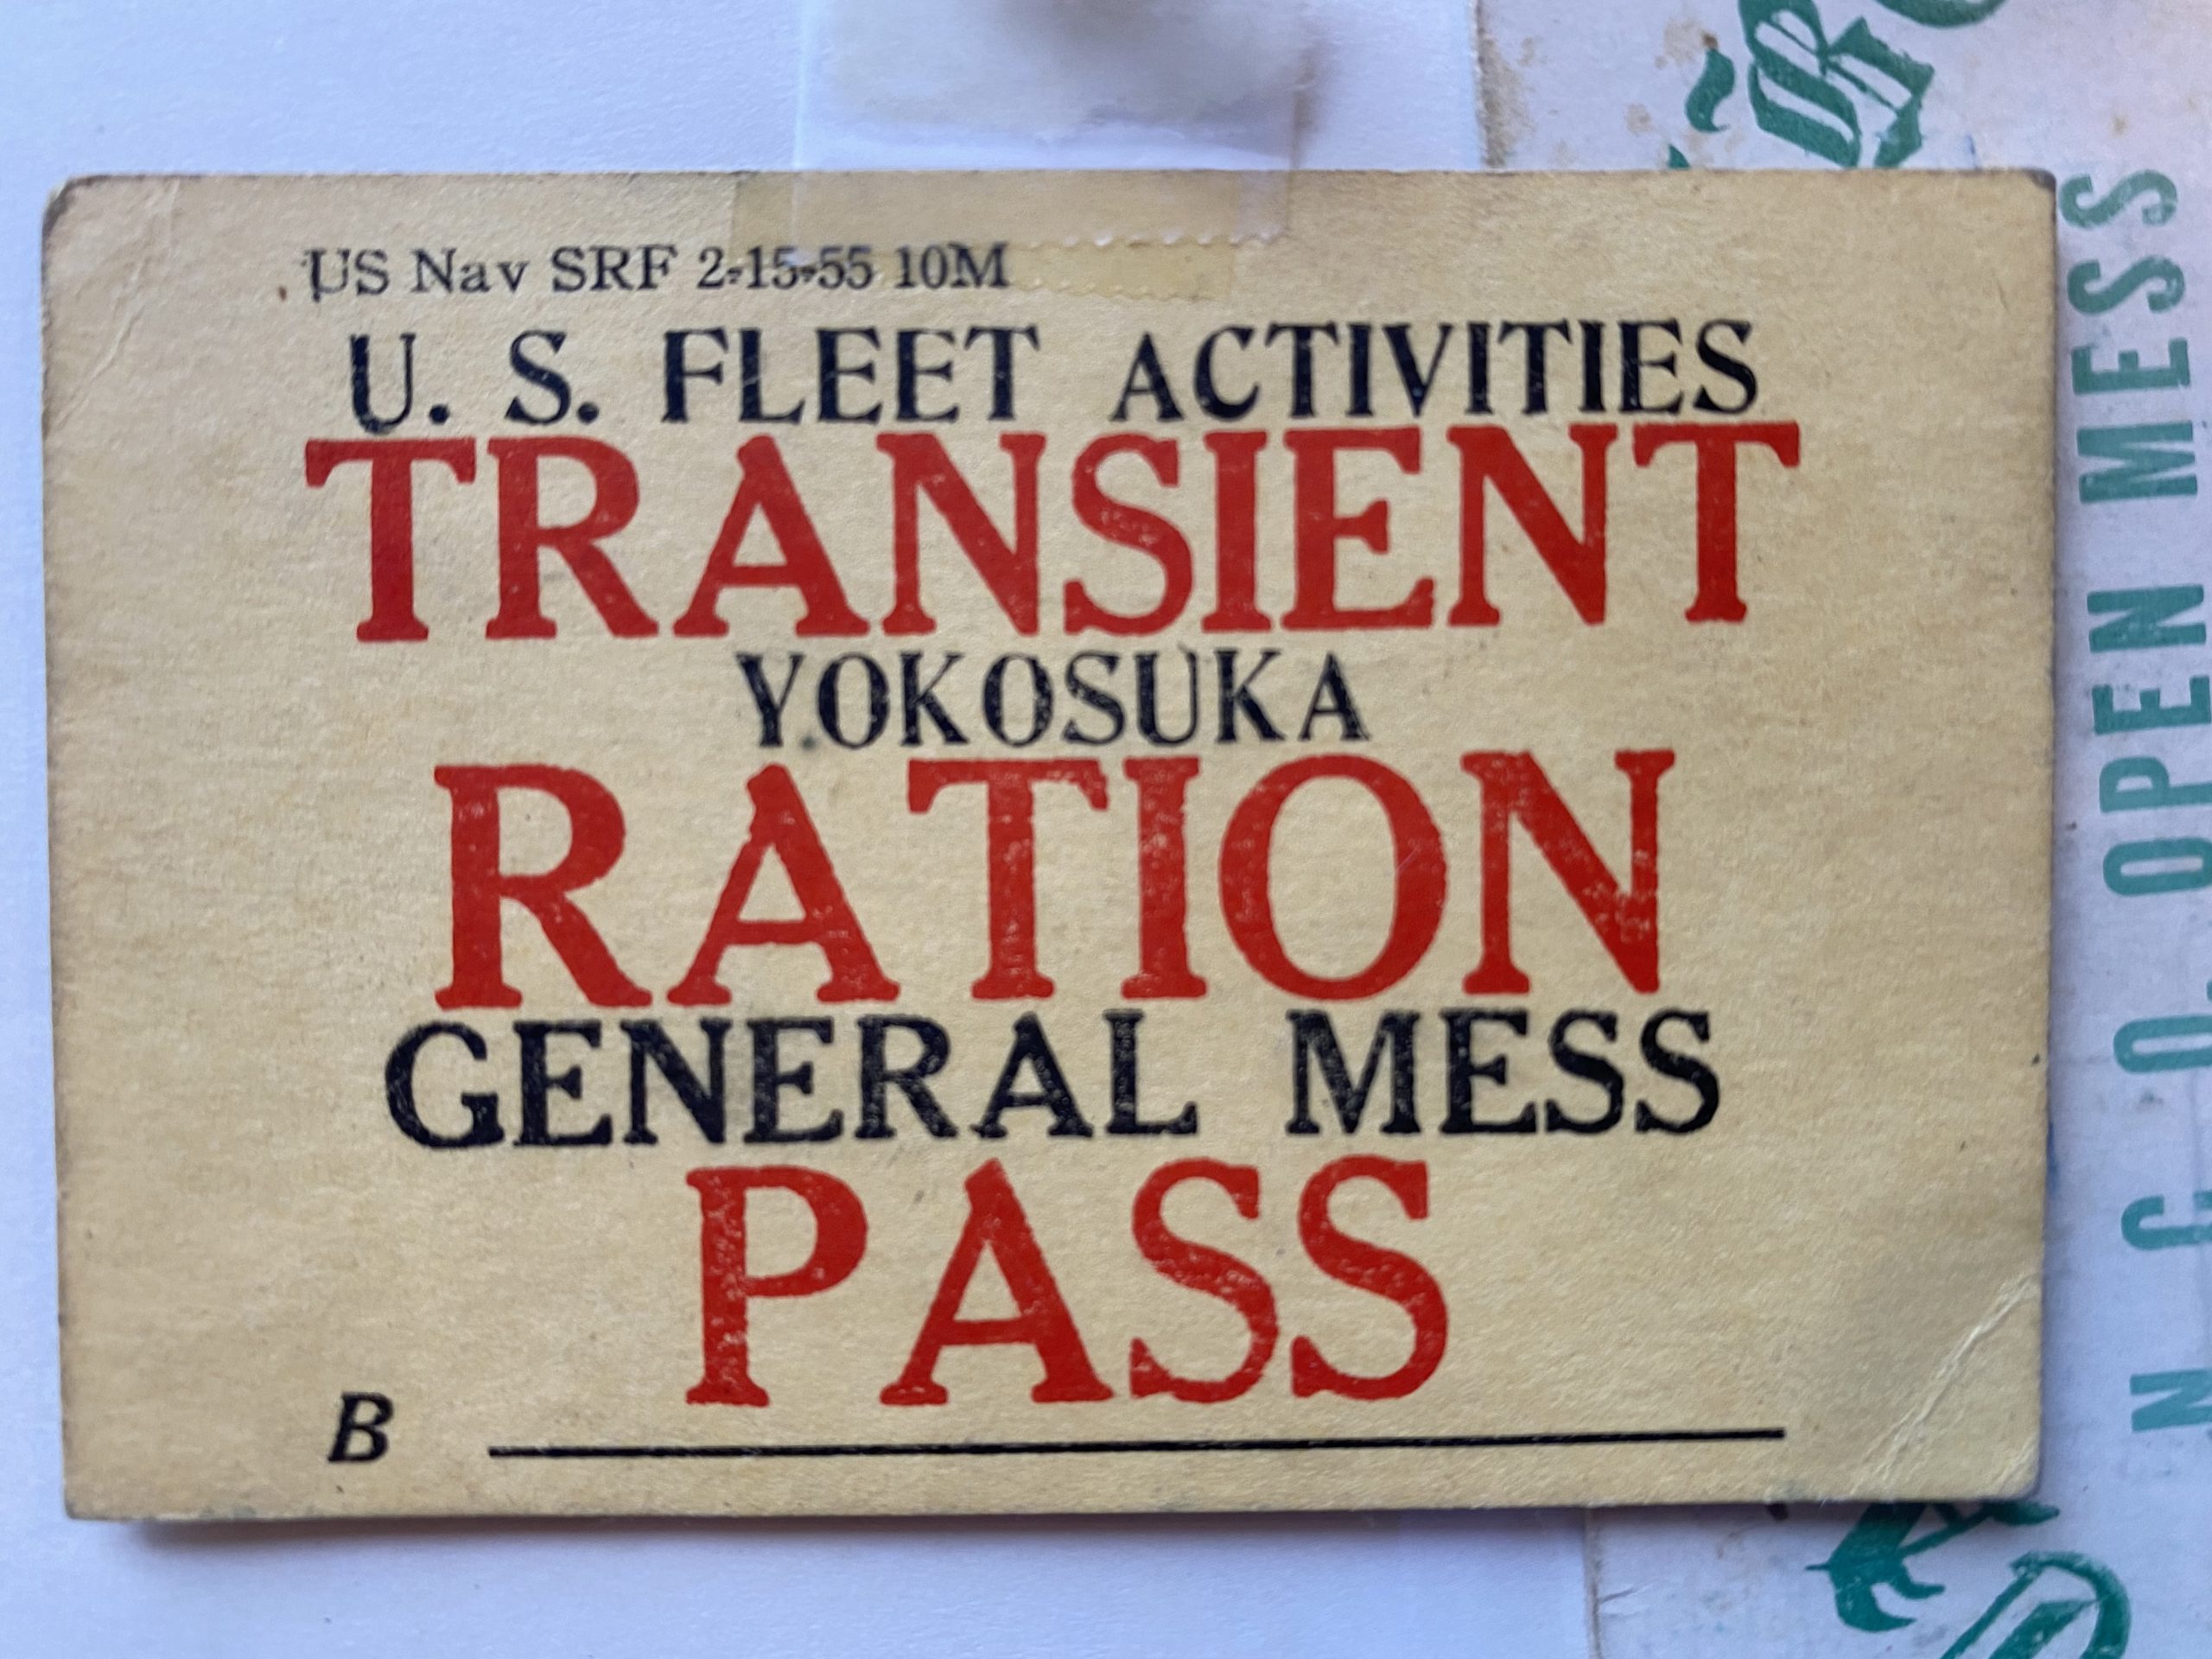 US Nav SRF 2-15-55 10M
U. S. FLEET ACTIVITIES
TRANSIENT
YOKOSUKA
RATION
GENERAL MESS
PASS
B
N. C. O. OPEN MESS